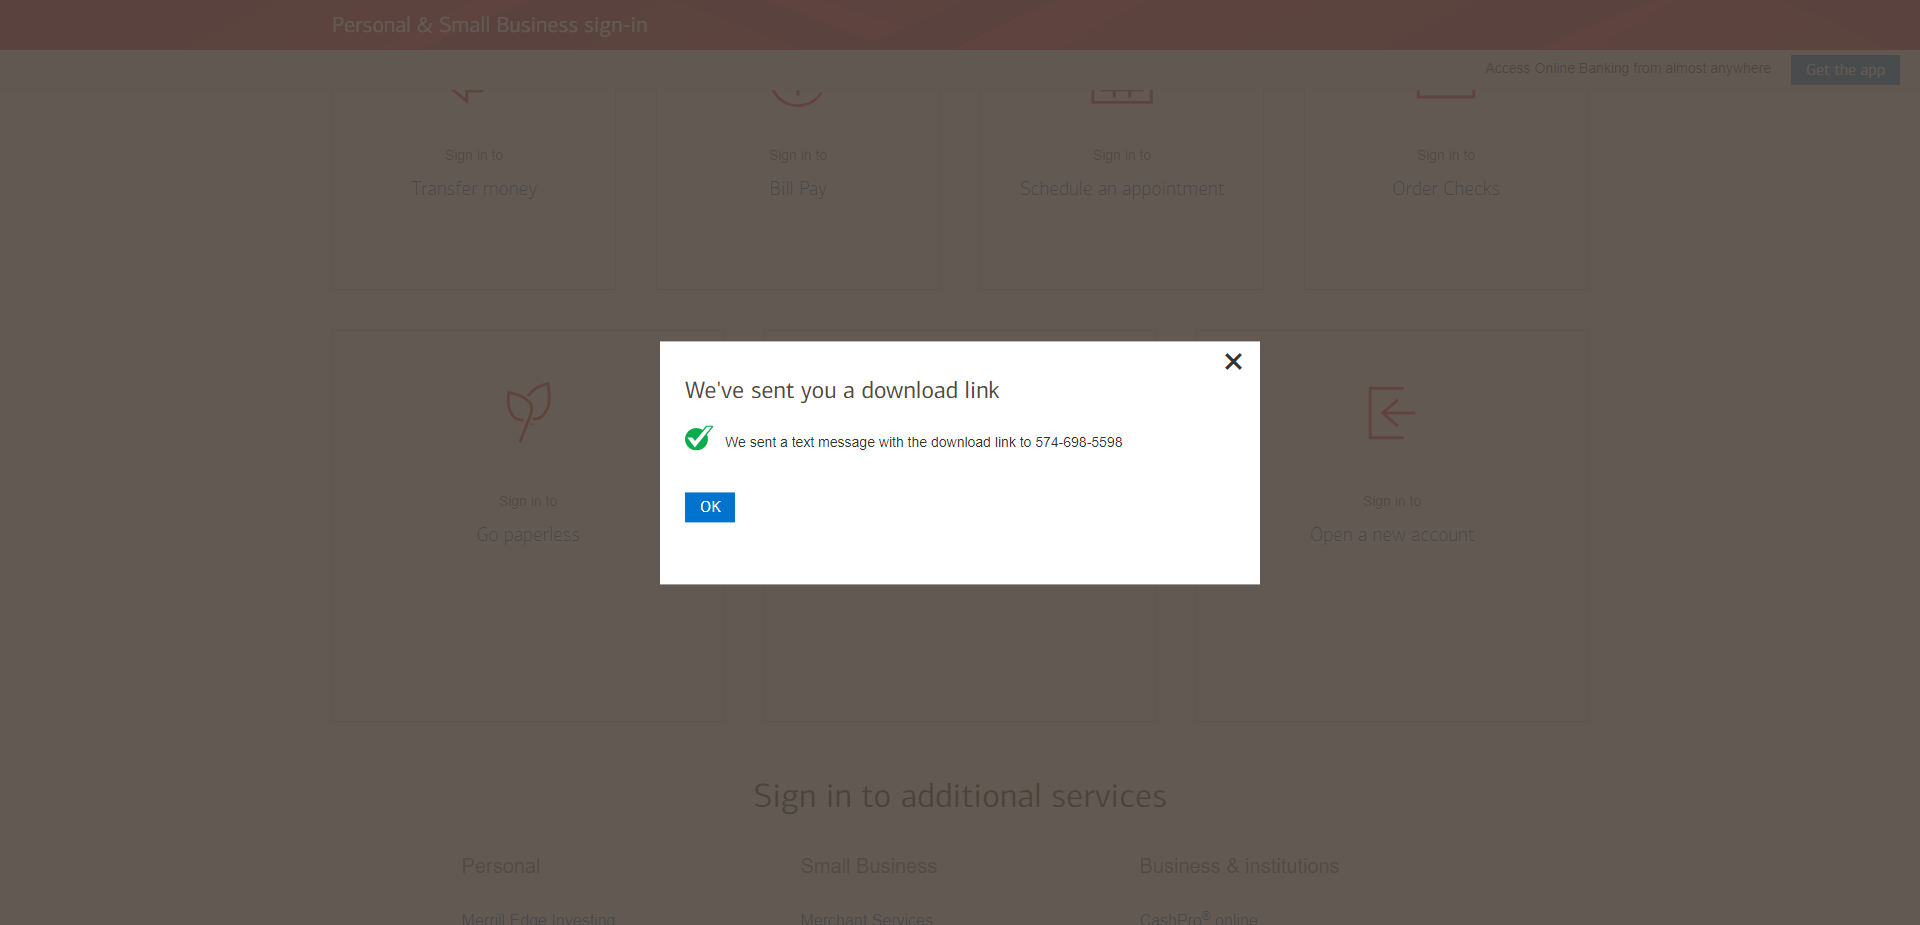 Personal & Small Business sign-in
Access Online Banking from almost anywhere
Get the app
Sign in to
Transfer money
Sign in to
Bill Pay
Sign in to
Schedule an appointment
Sign in to
Order Checks
We've sent you a download link
We sent a text message with the download link to 574-698-5598
OK
Sign in to
Go paperless
Sign in to
Open a new account
Sign in to additional services
Personal
Small Business
Business & institutions
Merrill Edge Investing
Merchant Services
CashPro® online